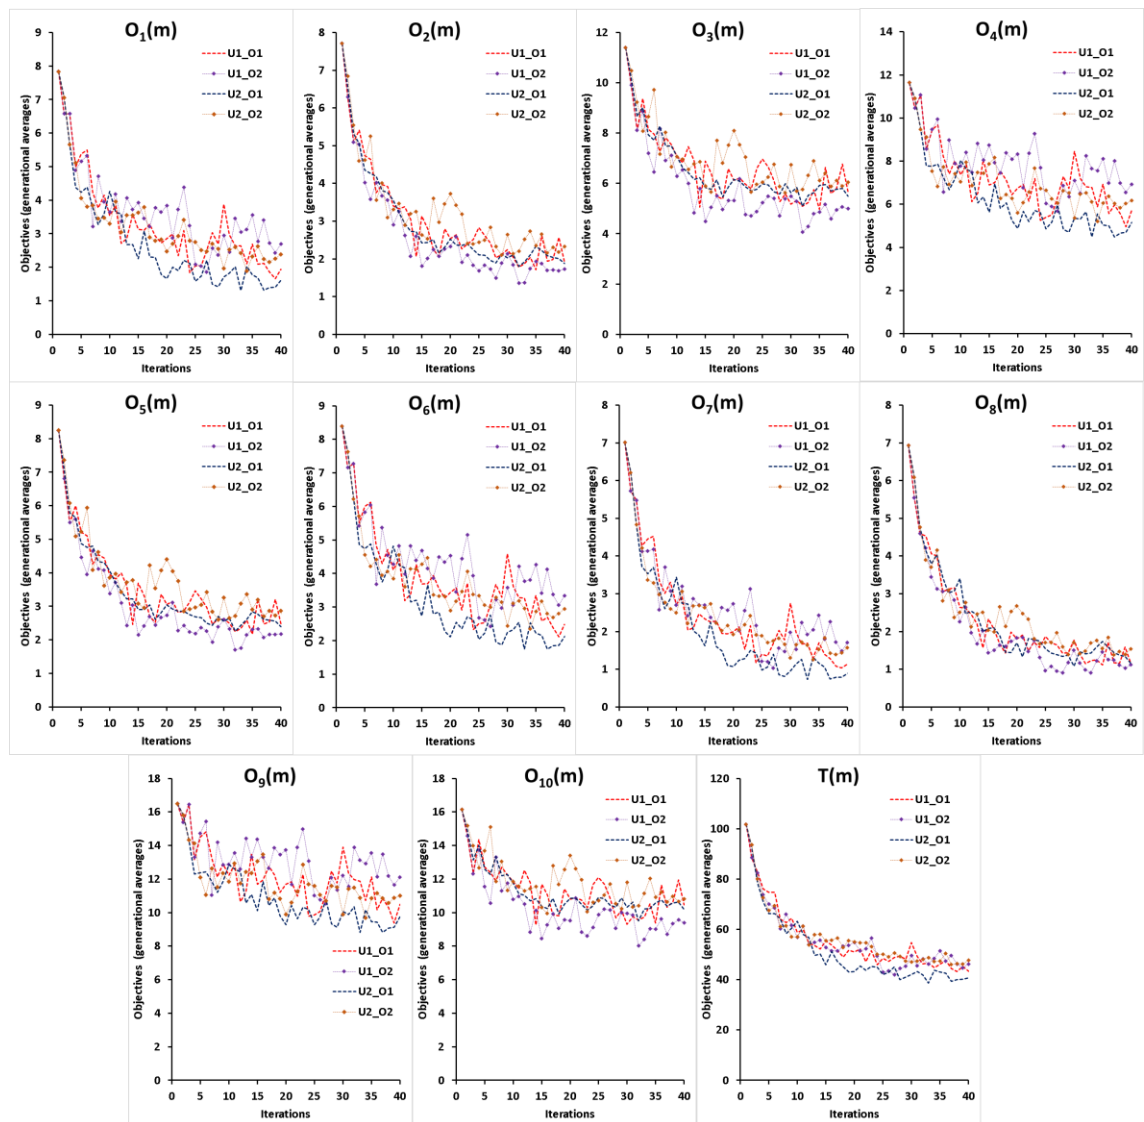 O1(m)
Objectives (generational averages)
9
8
7
6
5
4
3
2
1
0
0 5 10 15 20 25 30 35 40
Iterations
U1_O1
U1_O2
U2_O1
U2_O2
O2(m)
Objectives (generational averages)
8
7
6
5
4
3
2
1
0
0 5 10 15 20 25 30 35 40
Iterations
U1_O1
U1_O2
U2_O1
U2_O2
O3(m)
Objectives (generational averages)
12
10
8
6
4
2
0
0 5 10 15 20 25 30 35 40
Iterations
U1_O1
U1_O2
U2_O1
U2_O2
O4(m)
Objectives (generational averages)
14
12
10
8
6
4
2
0
0 5 10 15 20 25 30 35 40
Iterations
U1_O1
U1_O2
U2_O1
U2_O2
O5(m)
Objectives (generational averages)
9
8
7
6
5
4
3
2
1
0
0 5 10 15 20 25 30 35 40
Iterations
U1_O1
U1_O2
U2_O1
U2_O2
O6(m)
Objectives (generational averages)
9
8
7
6
5
4
3
2
1
0
0 5 10 15 20 25 30 35 40
Iterations
U1_O1
U1_O2
U2_O1
U2_O2
O7(m)
Objectives (generational averages)
8
7
6
5
4
3
2
1
0
0 5 10 15 20 25 30 35 40
Iterations
U1_O1
U1_O2
U2_O1
U2_O2
O8(m)
Objectives (generational averages)
8
7
6
5
4
3
2
1
0
0 5 10 15 20 25 30 35 40
Iterations
U1_O1
U1_O2
U2_O1
U2_O2
O9(m)
Objectives (generational averages)
18
16
14
12
10
8
6
4
2
0
0 5 10 15 20 25 30 35 40
Iterations
U1_O1
U1_O2
U2_O1
U2_O2
O10(m)
Objectives (generational averages)
18
16
14
12
10
8
6
4
2
0
0 5 10 15 20 25 30 35 40
Iterations
U1_O1
U1_O2
U2_O1
U2_O2
T(m)
Objectives (generational averages)
120
100
80
60
40
20
0
0 5 10 15 20 25 30 35 40
Iterations
U1_O1
U1_O2
U2_O1
U2_O2